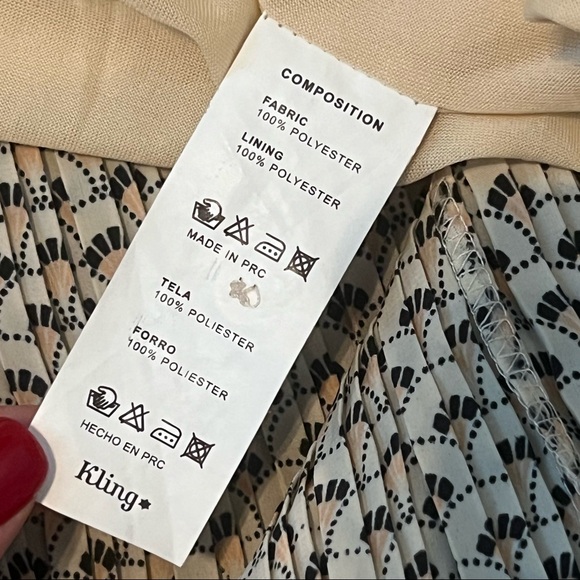 COMPOSITION
FABRIC
100% POLYESTER
LINING
100% POLYESTER
MADE IN PRC
TELA
100% POLIESTER
FORRO
100% POLIESTER
HECHO EN PRC
Kling